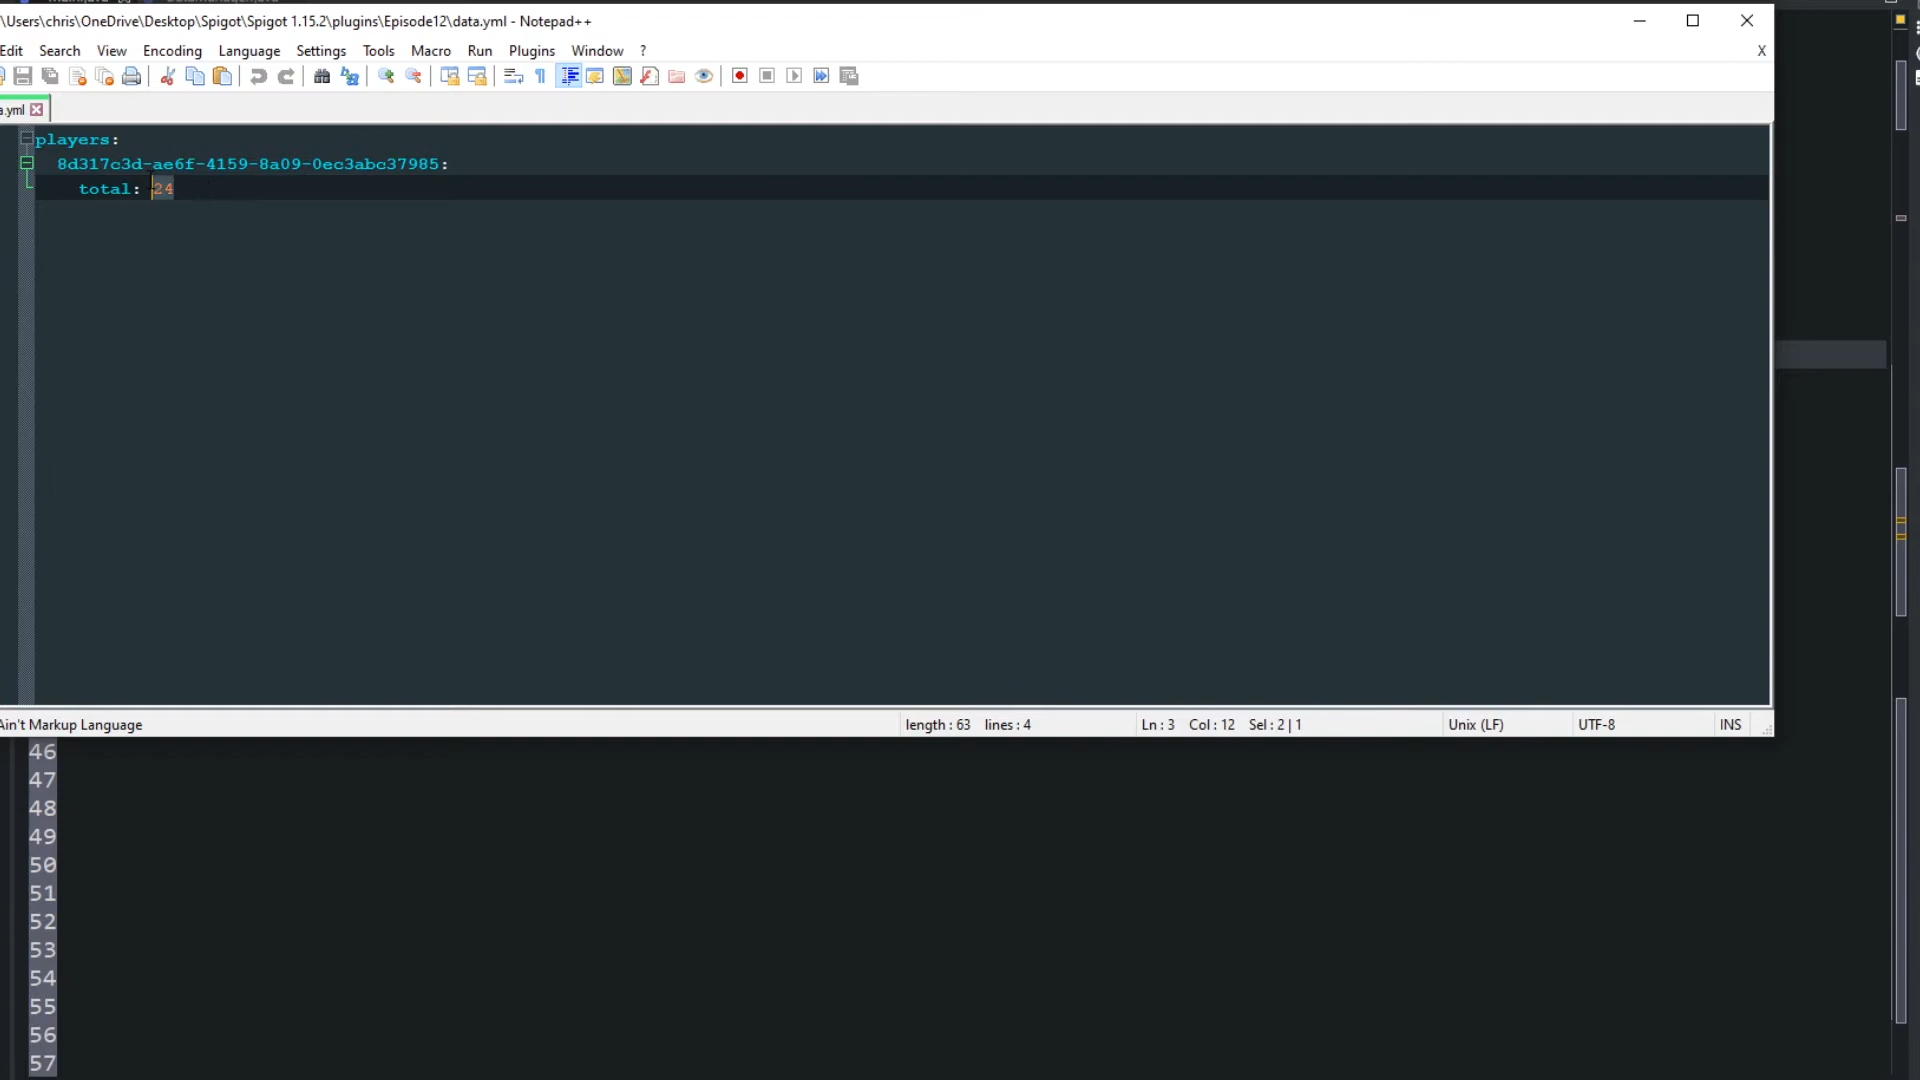 \Users\chris\OneDrive\Desktop\Spigot\Spigot 1.15.2\plugins\Episode12\data.yml - Notepad++
Edit Search View Encoding Language Settings Tools Macro Run Plugins Window ? X
a.yml
players:
8d317c3d-ae6f-4159-8a09-0ec3abc37985:
total: 24
Ain't Markup Language length : 63 lines : 4 Ln : 3 Col : 12 Sel : 2 | 1 Unix (LF) UTF-8 INS
46
47
48
49
50
51
52
53
54
55
56
57